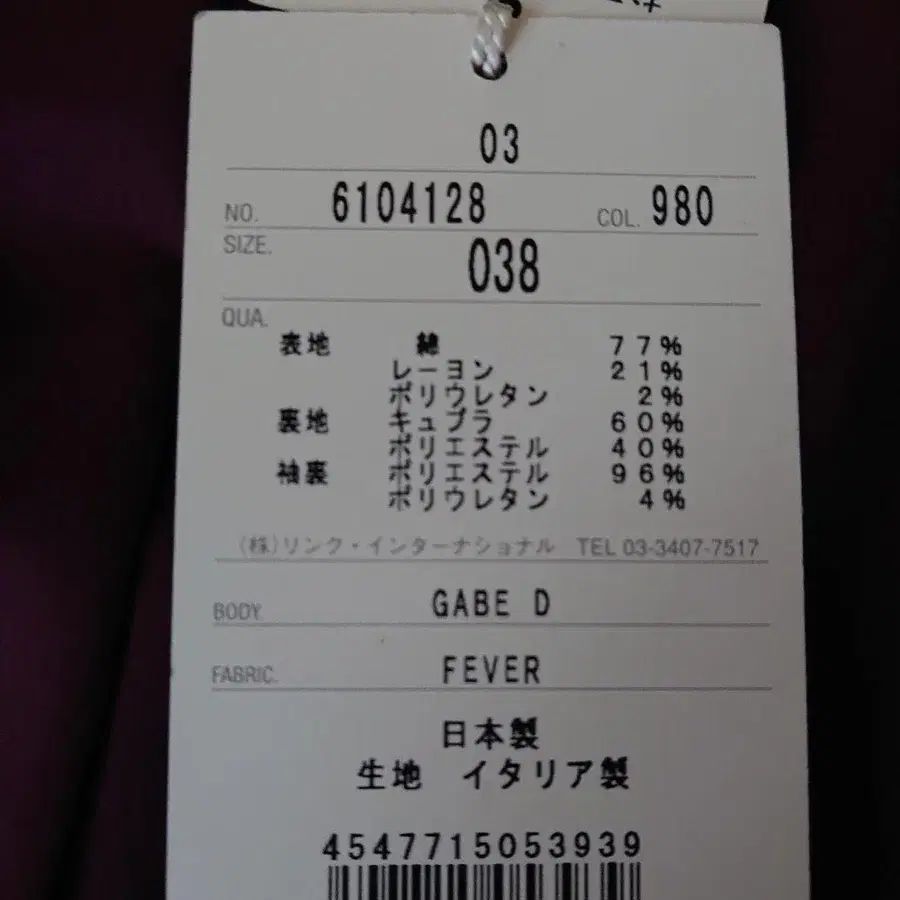 03
NO. 6104128 COL. 980
SIZE. 038
QUA.
表地 綿 77%
レーヨン 21%
ポリウレタン 2%
裏地 キュプラ 60%
ポリエステル 40%
袖裏 ポリエステル 96%
ポリウレタン 4%
(株)リンク・インターナショナル TEL 03-3407-7517
BODY. GABE D
FABRIC. FEVER
日本製
生地 イタリア製
4547715053939